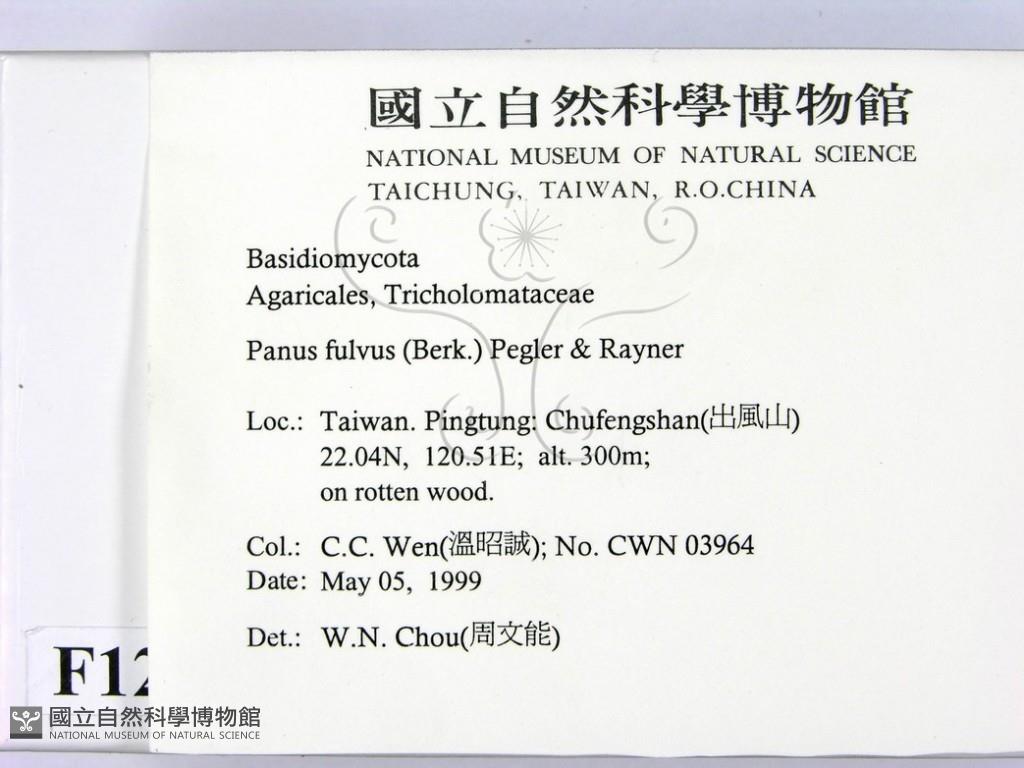 國立自然科學博物館
NATIONAL MUSEUM OF NATURAL SCIENCE
TAICHUNG, TAIWAN, R.O.CHINA
Basidiomycota
Agaricales, Tricholomataceae
Panus fulvus (Berk.) Pegler & Rayner
Loc.: Taiwan. Pingtung: Chufengshan(出風山)
22.04N, 120.51E; alt. 300m;
on rotten wood.
Col.: C.C. Wen(溫昭誠); No. CWN 03964
Date: May 05, 1999
Det.: W.N. Chou(周文能)
F12
國立自然科學博物館
NATIONAL MUSEUM OF NATURAL SCIENCE